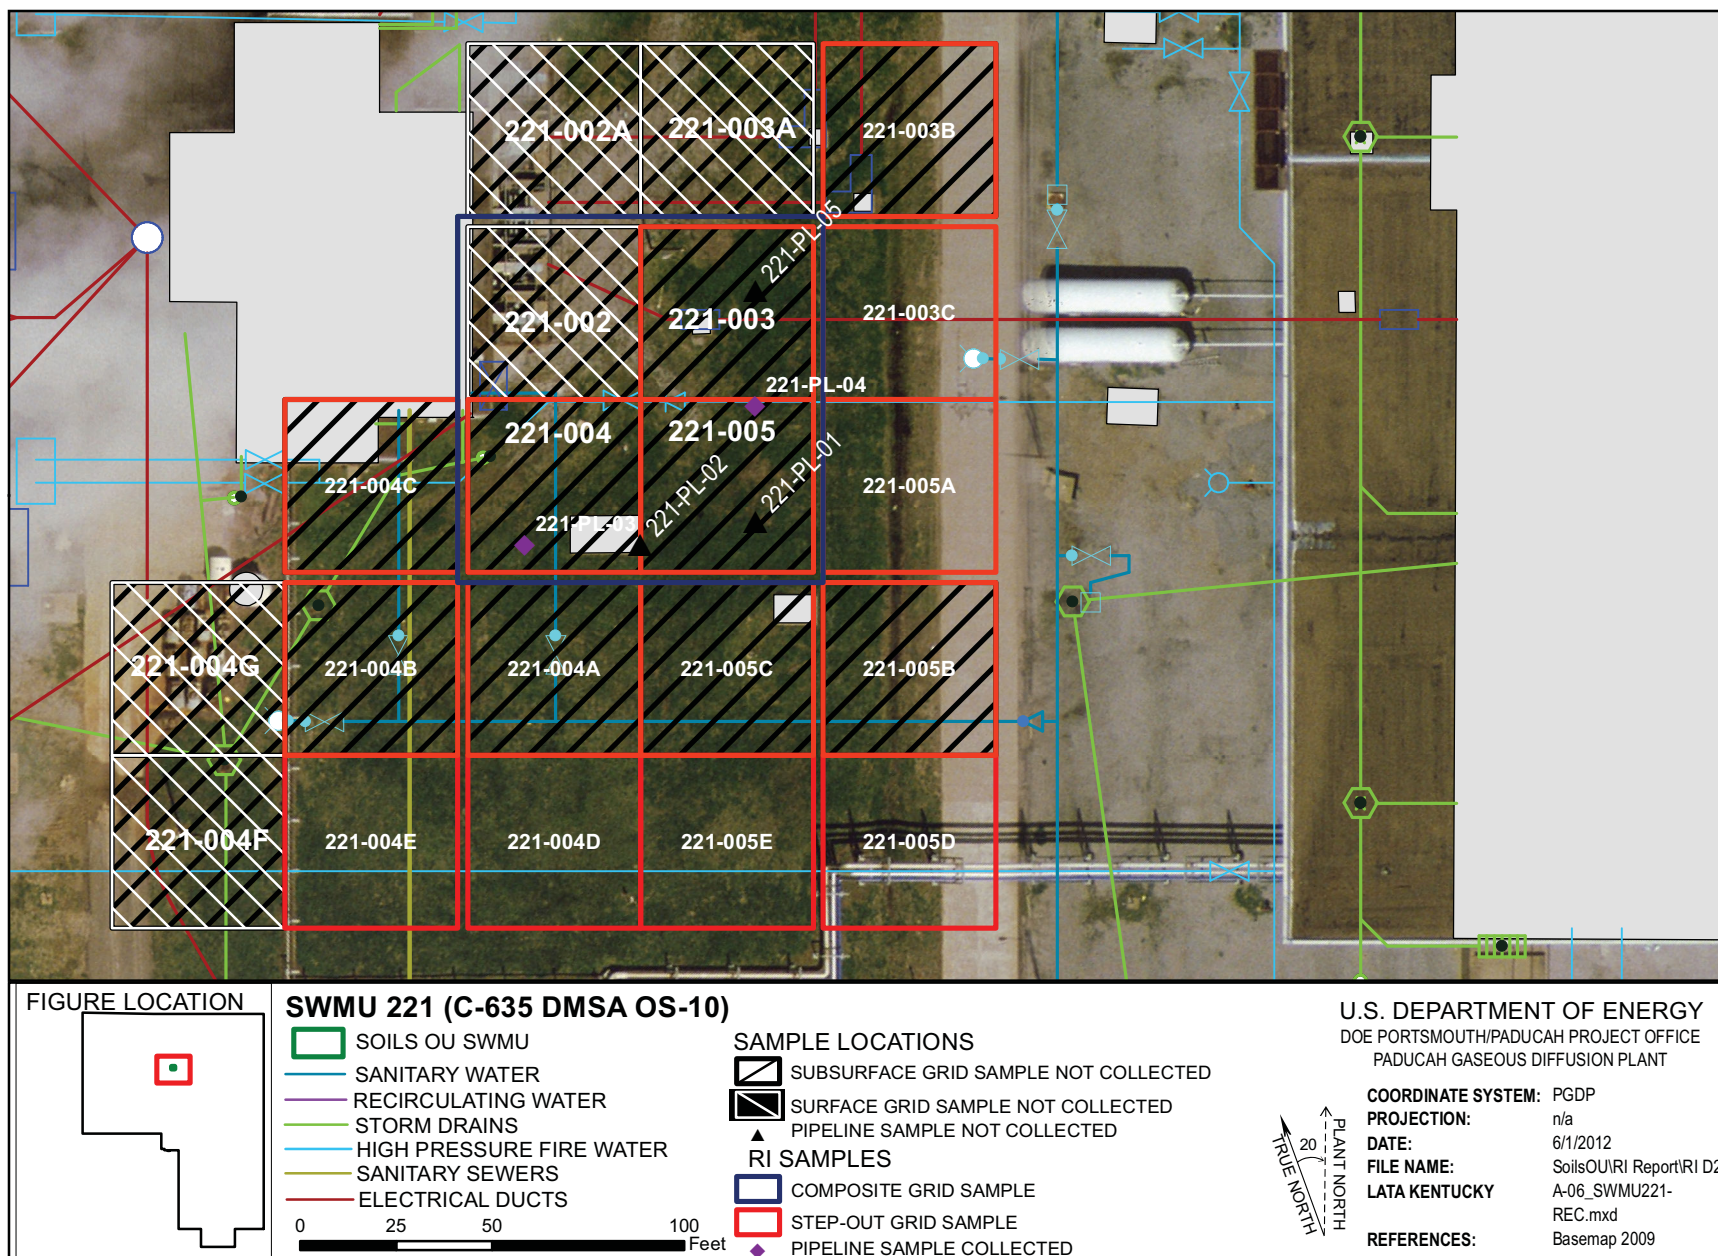 221-002A
221-003A
221-003B
221-PL-05
221-002
221-003
221-003C
221-PL-04
221-004
221-005
221-PL-01
221-PL-02
221-004C
221-005A
221-PL-03
221-004G
221-004B
221-004A
221-005C
221-005B
221-004F
221-004E
221-004D
221-005E
221-005D
FIGURE LOCATION
SWMU 221 (C-635 DMSA OS-10)
SOILS OU SWMU
SANITARY WATER
RECIRCULATING WATER
STORM DRAINS
HIGH PRESSURE FIRE WATER
SANITARY SEWERS
ELECTRICAL DUCTS
0 25 50 100
Feet
SAMPLE LOCATIONS
SUBSURFACE GRID SAMPLE NOT COLLECTED
SURFACE GRID SAMPLE NOT COLLECTED
PIPELINE SAMPLE NOT COLLECTED
RI SAMPLES
COMPOSITE GRID SAMPLE
STEP-OUT GRID SAMPLE
PIPELINE SAMPLE COLLECTED
TRUE NORTH
20
PLANT NORTH
U.S. DEPARTMENT OF ENERGY
DOE PORTSMOUTH/PADUCAH PROJECT OFFICE
PADUCAH GASEOUS DIFFUSION PLANT
COORDINATE SYSTEM: PGDP
PROJECTION: n/a
DATE: 6/1/2012
FILE NAME: SoilsOU\RI Report\RI D2
LATA KENTUCKY A-06_SWMU221-
REC.mxd
REFERENCES: Basemap 2009